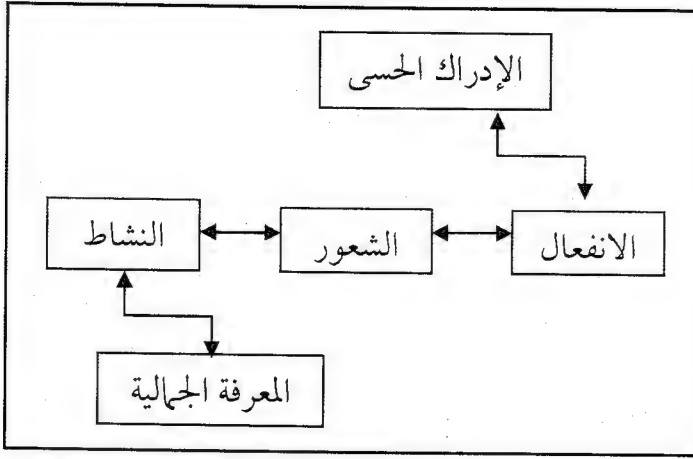 الإدراك الحسى
الانفعال
الشعور
النشاط
المعرفة الجمالية